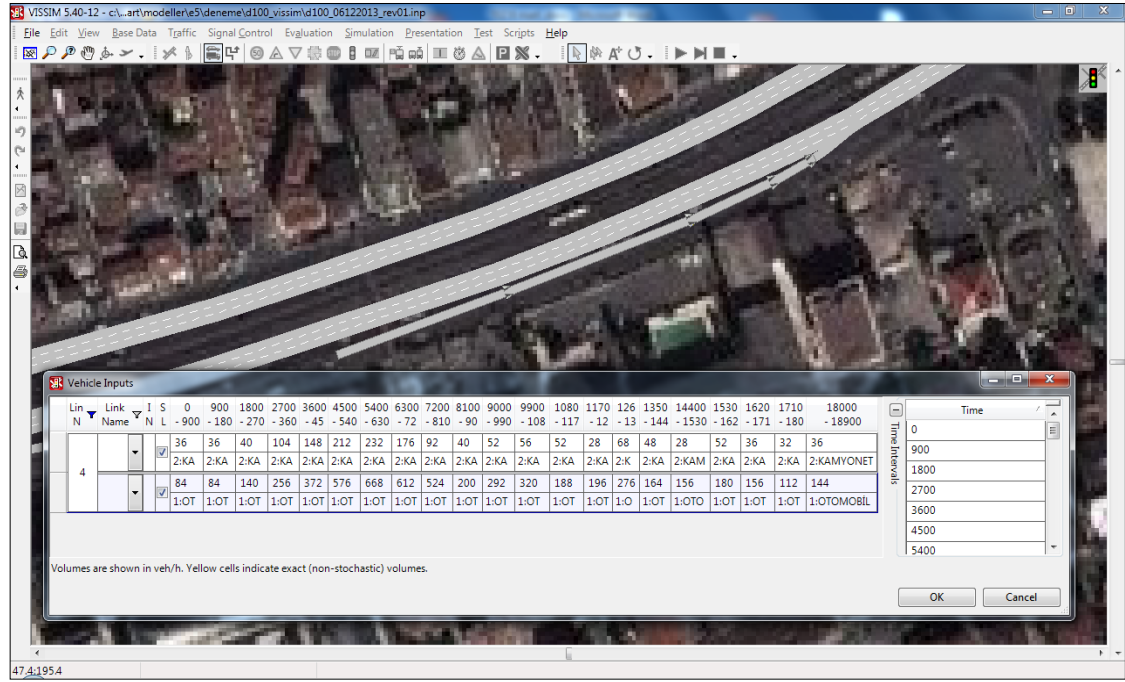 VISSIM 5.40-12 - c:\...art\modeller\e5\deneme\d100_vissim\d100_06122013_rev01.inp
File Edit View Base Data Traffic Signal Control Evaluation Simulation Presentation Test Scripts Help
Vehicle Inputs
Lin Link I S 0 900 1800 2700 3600 4500 5400 6300 7200 8100 9000 9900 1080 1170 126 1350 14400 1530 1620 1710 18000
N Name N L - 900 - 180 - 270 - 360 - 45 - 540 - 630 - 72 - 810 - 90 - 990 - 108 - 117 - 12 - 13 - 144 - 1530 - 162 - 171 - 180 - 18900
36 36 40 104 148 212 232 176 92 40 52 56 52 28 68 48 28 52 36 32 36
2:KA 2:KA 2:KA 2:KA 2:KA 2:KA 2:KA 2:KA 2:KA 2:KA 2:KA 2:KA 2:KA 2:KA 2:K 2:KA 2:KAM 2:KA 2:KA 2:KA 2:KAMYONET
4
84 84 140 256 372 576 668 612 524 200 292 320 188 196 276 164 156 180 156 112 144
1:OT 1:OT 1:OT 1:OT 1:OT 1:OT 1:OT 1:OT 1:OT 1:OT 1:OT 1:OT 1:OT 1:OT 1:O 1:OT 1:OTO 1:OT 1:OT 1:OT 1:OTOMOBİL
Time Intervals
Time
0
900
1800
2700
3600
4500
5400
Volumes are shown in veh/h. Yellow cells indicate exact (non-stochastic) volumes.
OK Cancel
47.4:195.4